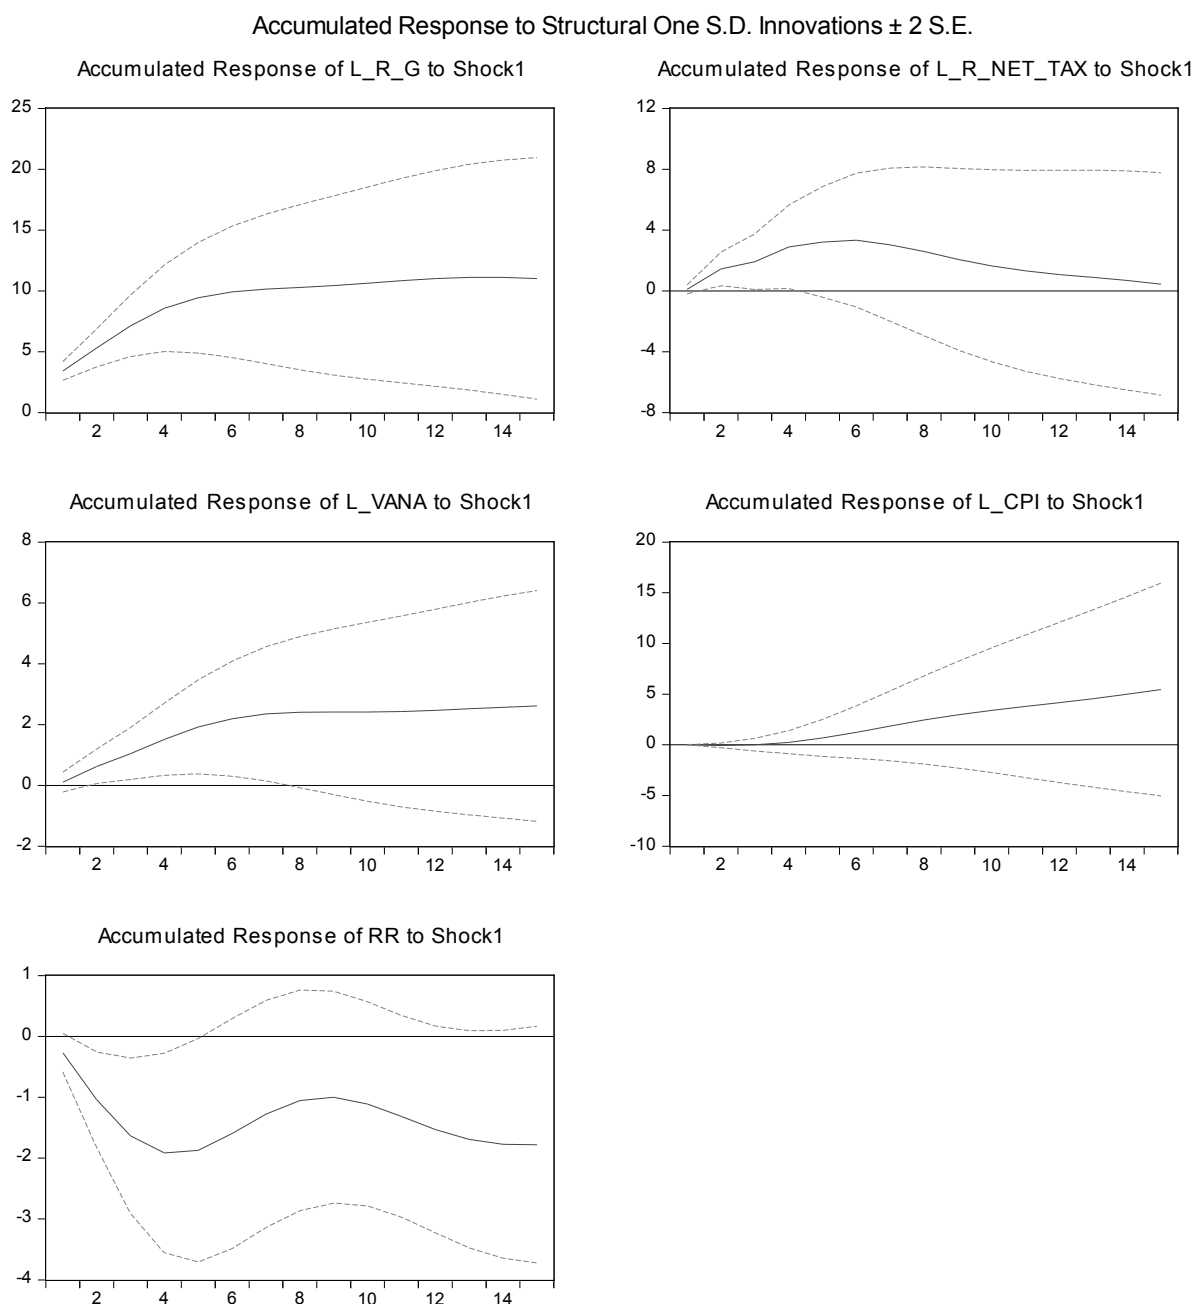 Accumulated Response to Structural One S.D. Innovations ± 2 S.E.
Accumulated Response of L_R_G to Shock1
25
20
15
10
5
0
2 4 6 8 10 12 14
Accumulated Response of L_R_NET_TAX to Shock1
12
8
4
0
-4
-8
2 4 6 8 10 12 14
Accumulated Response of L_VANA to Shock1
8
6
4
2
0
-2
2 4 6 8 10 12 14
Accumulated Response of L_CPI to Shock1
20
15
10
5
0
-5
-10
2 4 6 8 10 12 14
Accumulated Response of RR to Shock1
1
0
-1
-2
-3
-4
2 4 6 8 10 12 14